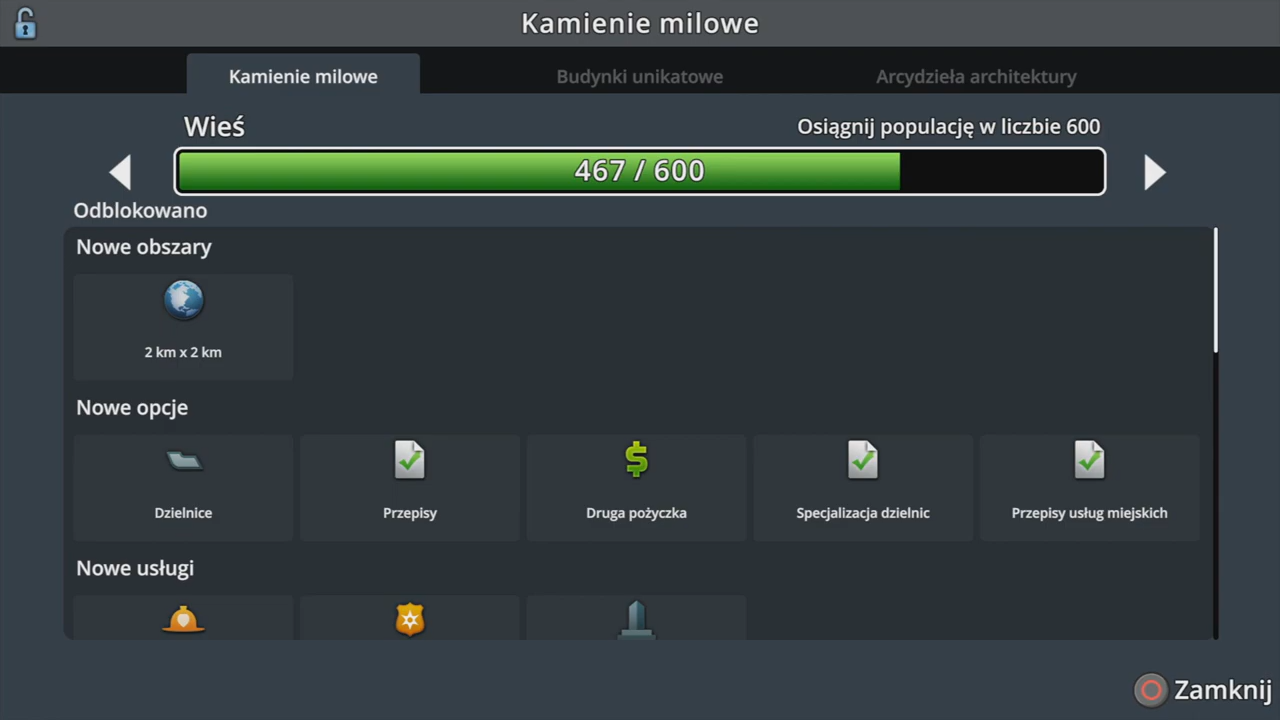 Kamienie milowe
Kamienie milowe
Budynki unikatowe
Arcydzieła architektury
Wieś
Osiągnij populację w liczbie 600
467 / 600
Odblokowano
Nowe obszary
2 km x 2 km
Nowe opcje
Dzielnice
Przepisy
Druga pożyczka
Specjalizacja dzielnic
Przepisy usług miejskich
Nowe usługi
Zamknij